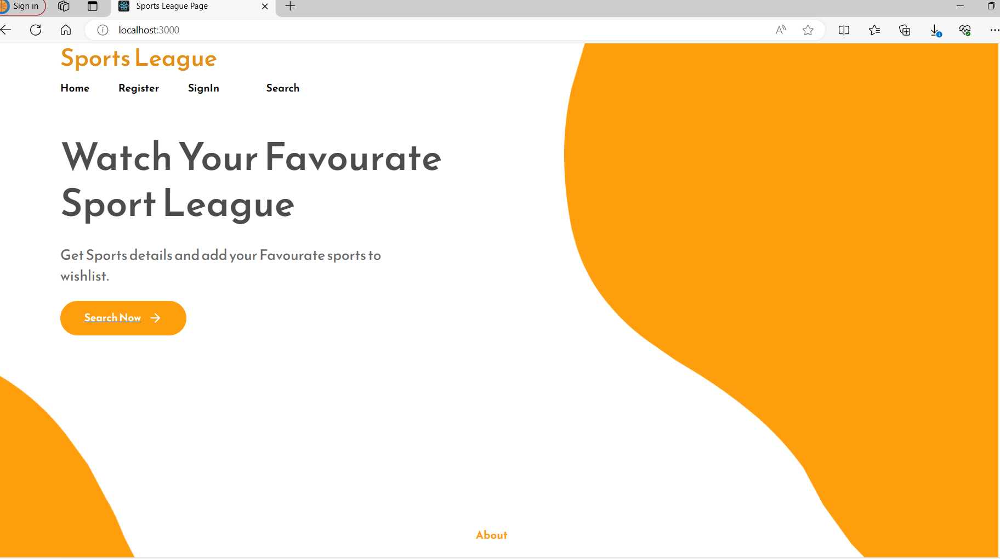 Sign in
Sports League Page
localhost:3000
Sports League
Home Register SignIn Search
Watch Your Favourate
Sport League
Get Sports details and add your Favourate sports to
wishlist.
Search Now
About